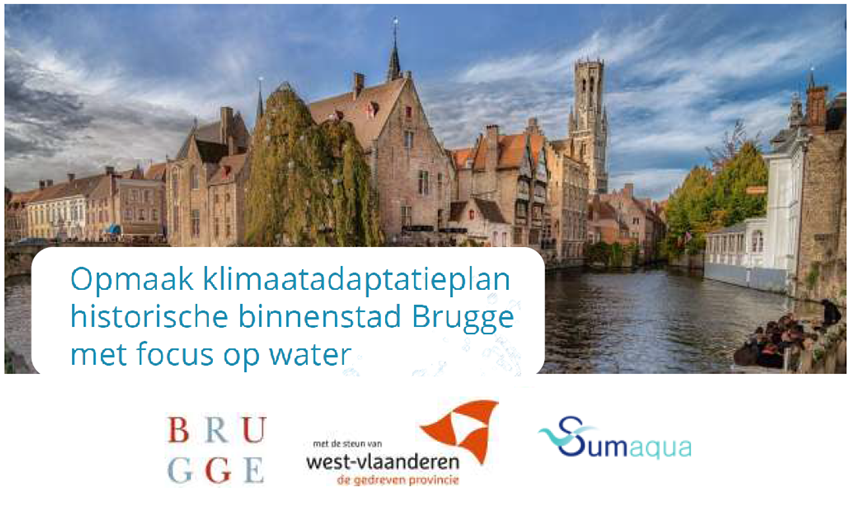 Opmaak klimaatadaptatieplan
historische binnenstad Brugge
met focus op water
BRU
GGE
met de steun van
west-vlaanderen
de gedreven provincie
Sumaqua